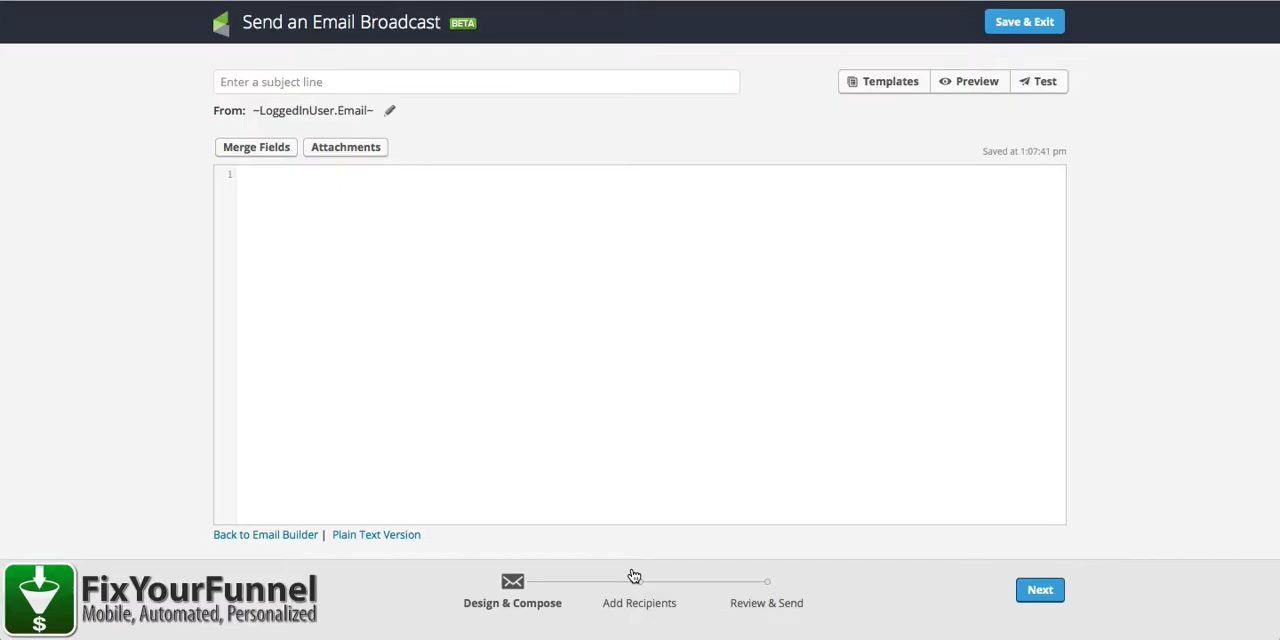 Send an Email Broadcast BETA
Save & Exit
Enter a subject line
Templates Preview Test
From: ~LoggedInUser.Email~
Merge Fields Attachments
Saved at 1:07:41 pm
1
Back to Email Builder | Plain Text Version
Design & Compose Add Recipients Review & Send
Next
$
FixYourFunnel
Mobile, Automated, Personalized